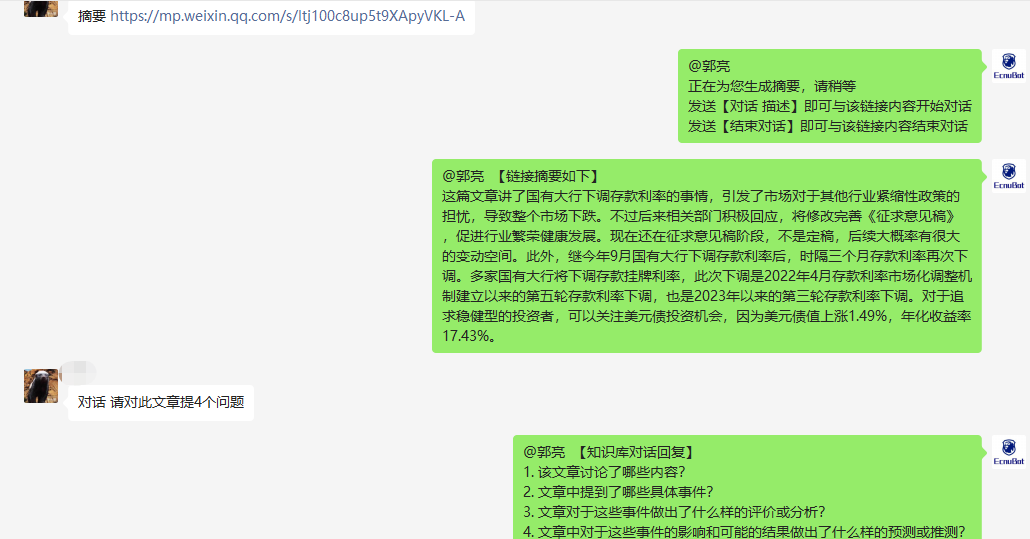 摘要 https://mp.weixin.qq.com/s/ltj100c8up5t9XApyVKL-A
@郭亮
正在为您生成摘要，请稍等
发送【对话 描述】即可与该链接内容开始对话
发送【结束对话】即可与该链接内容结束对话
EcnuBot
@郭亮 【链接摘要如下】
这篇文章讲了国有大行下调存款利率的事情，引发了市场对于其他行业紧缩性政策的
担忧，导致整个市场下跌。不过后来相关部门积极回应，将修改完善《征求意见稿》
，促进行业繁荣健康发展。现在还在征求意见稿阶段，不是定稿，后续大概率有很大
的变动空间。此外，继今年9月国有大行下调存款利率后，时隔三个月存款利率再次下
调。多家国有大行将下调存款挂牌利率，此次下调是2022年4月存款利率市场化调整机
制建立以来的第五轮存款利率下调，也是2023年以来的第三轮存款利率下调。对于追
求稳健型的投资者，可以关注美元债投资机会，因为美元债值上涨1.49%，年化收益率
17.43%。
EcnuBot
对话 请对此文章提4个问题
@郭亮 【知识库对话回复】
1. 该文章讨论了哪些内容？
2. 文章中提到了哪些具体事件？
3. 文章对于这些事件做出了什么样的评价或分析？
4. 文章中对于这些事件的影响和可能的结果做出了什么样的预测或推测？
EcnuBot